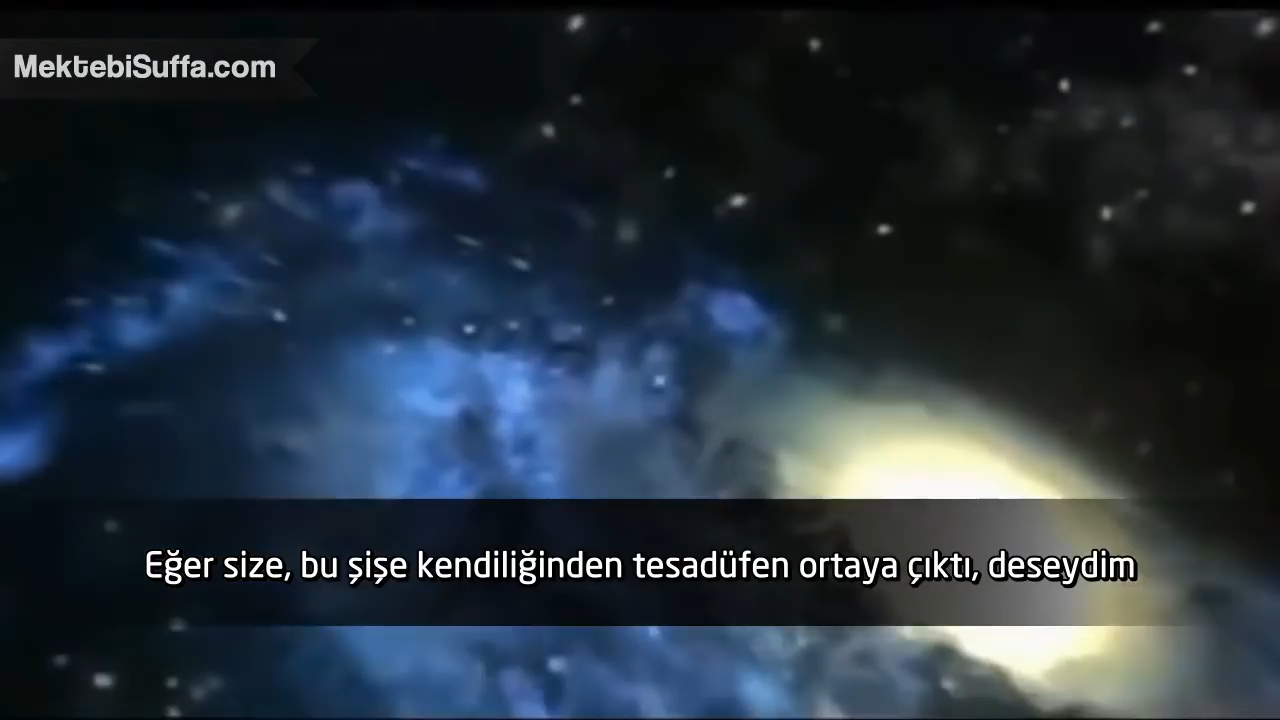 MektebiSuffa.com
Eğer size, bu şişe kendiliğinden tesadüfen ortaya çıktı, deseydim